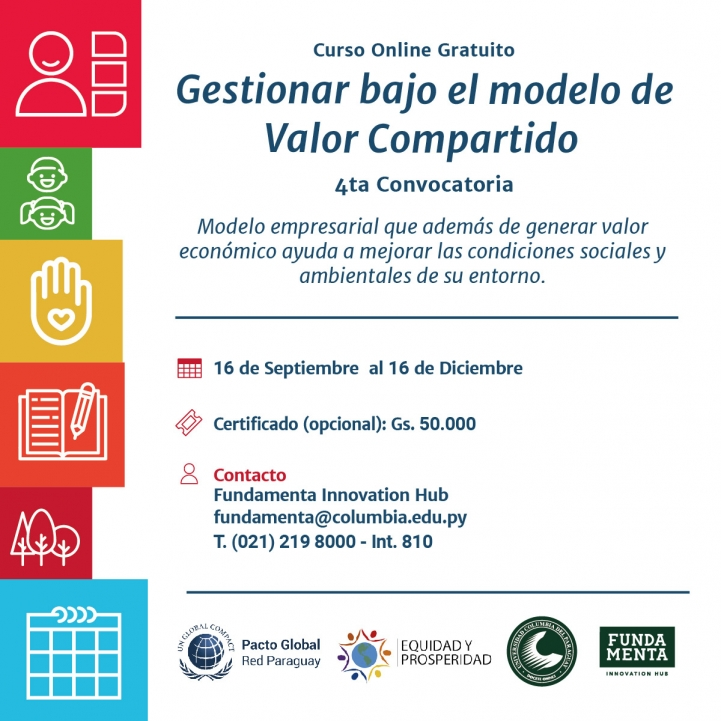 Curso Online Gratuito
Gestionar bajo el modelo de
Valor Compartido
4ta Convocatoria
Modelo empresarial que además de generar valor
económico ayuda a mejorar las condiciones sociales y
ambientales de su entorno.
16 de Septiembre al 16 de Diciembre
Certificado (opcional): Gs. 50.000
Contacto
Fundamenta Innovation Hub
fundamenta@columbia.edu.py
T. (021) 219 8000 - Int. 810
UN GLOBAL COMPACT
Pacto Global
Red Paraguay
EQUIDAD Y
PROSPERIDAD
UNIVERSIDAD COLUMBIA DEL PARAGUAY
FUNDA
MENTA
INNOVATION HUB